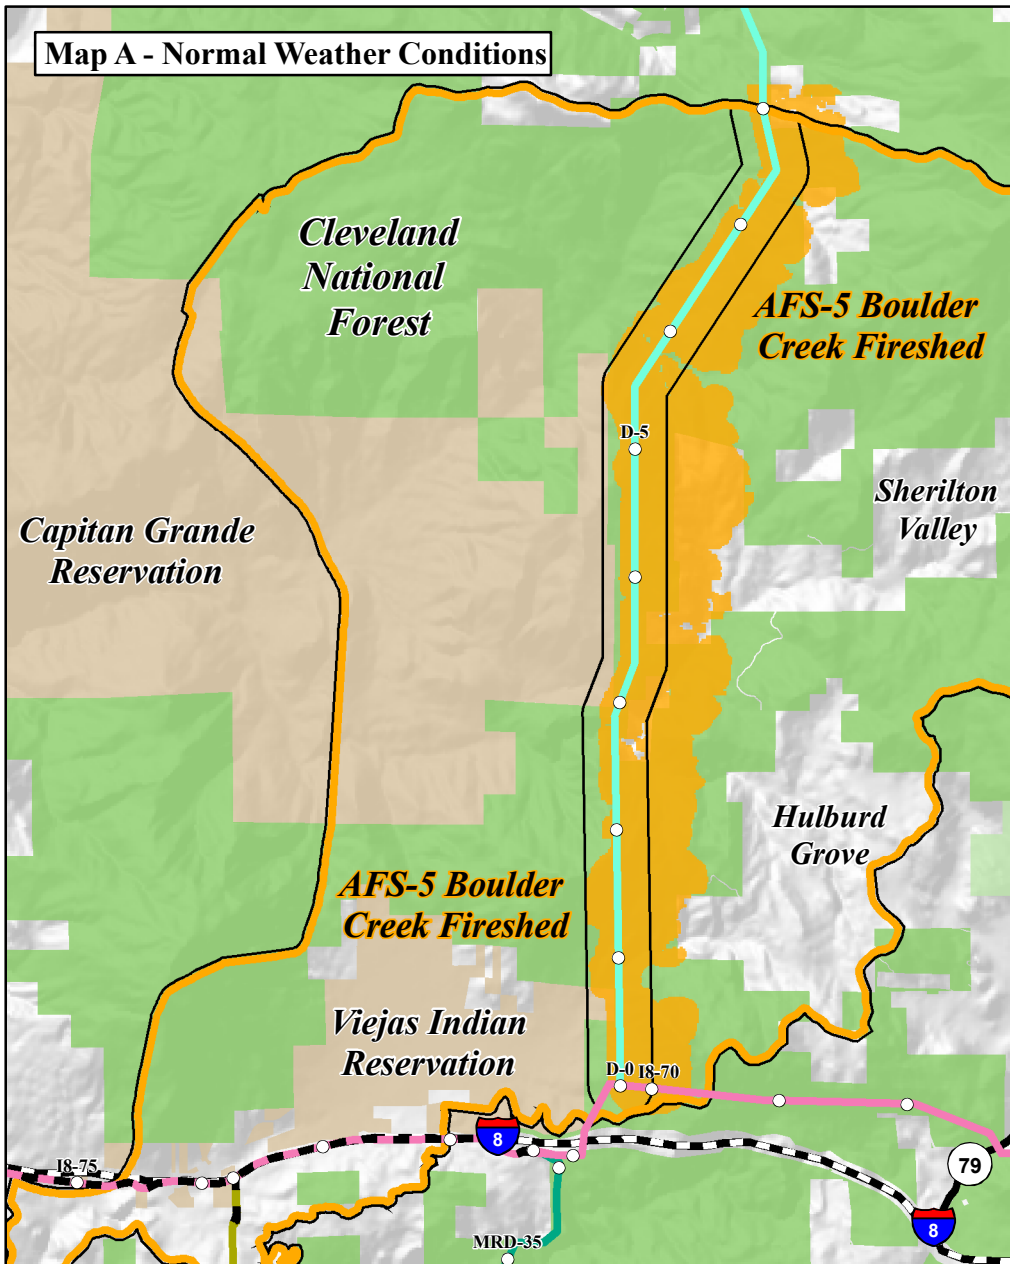 Map A - Normal Weather Conditions
Cleveland
National
Forest
AFS-5 Boulder
Creek Fireshed
D-5
Sherilton
Valley
Capitan Grande
Reservation
Hulburd
Grove
AFS-5 Boulder
Creek Fireshed
Viejas Indian
Reservation
D-0 I8-70
8
79
I8-75
8
MRD-35